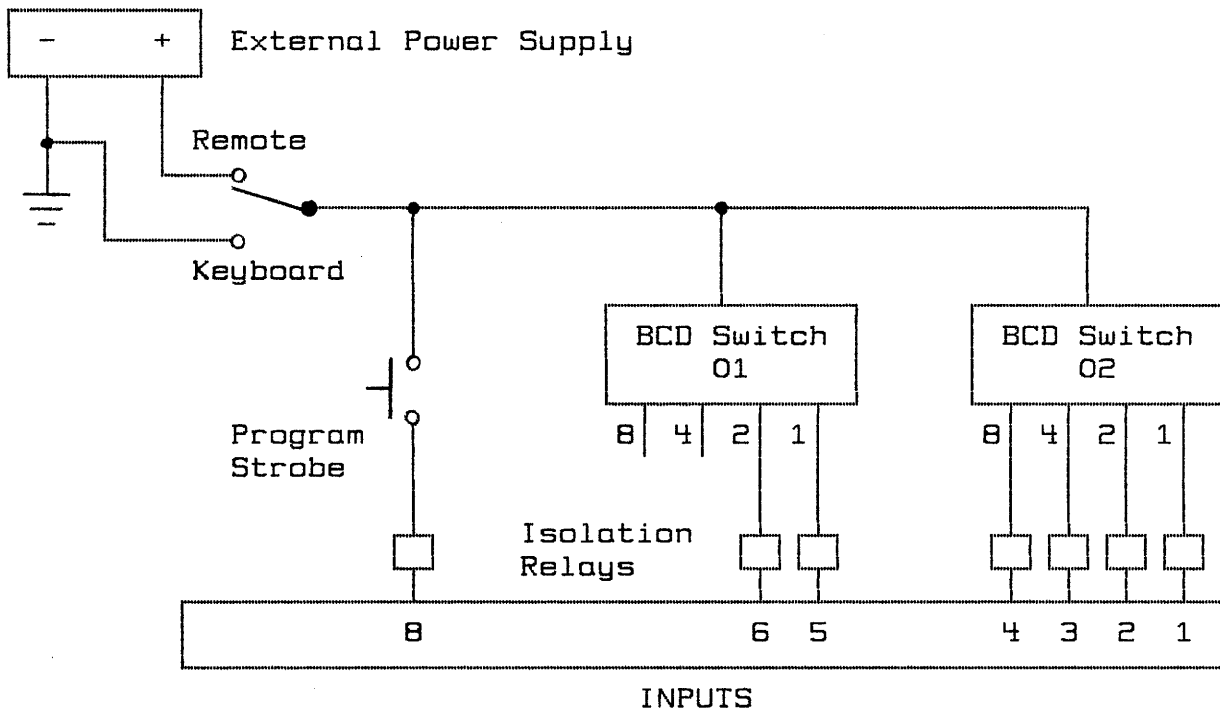 - + External Power Supply
Remote
Keyboard
BCD Switch
01
BCD Switch
02
8 4 2 1
8 4 2 1
Program
Strobe
Isolation
Relays
8 6 5 4 3 2 1
INPUTS